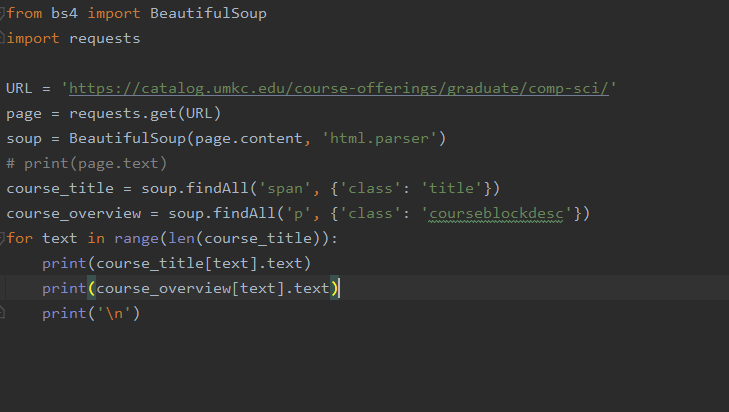 from bs4 import BeautifulSoup
import requests

URL = 'https://catalog.umkc.edu/course-offerings/graduate/comp-sci/'
page = requests.get(URL)
soup = BeautifulSoup(page.content, 'html.parser')
# print(page.text)
course_title = soup.findAll('span', {'class': 'title'})
course_overview = soup.findAll('p', {'class': 'courseblockdesc'})
for text in range(len(course_title)):
    print(course_title[text].text)
    print(course_overview[text].text)
    print('\n')